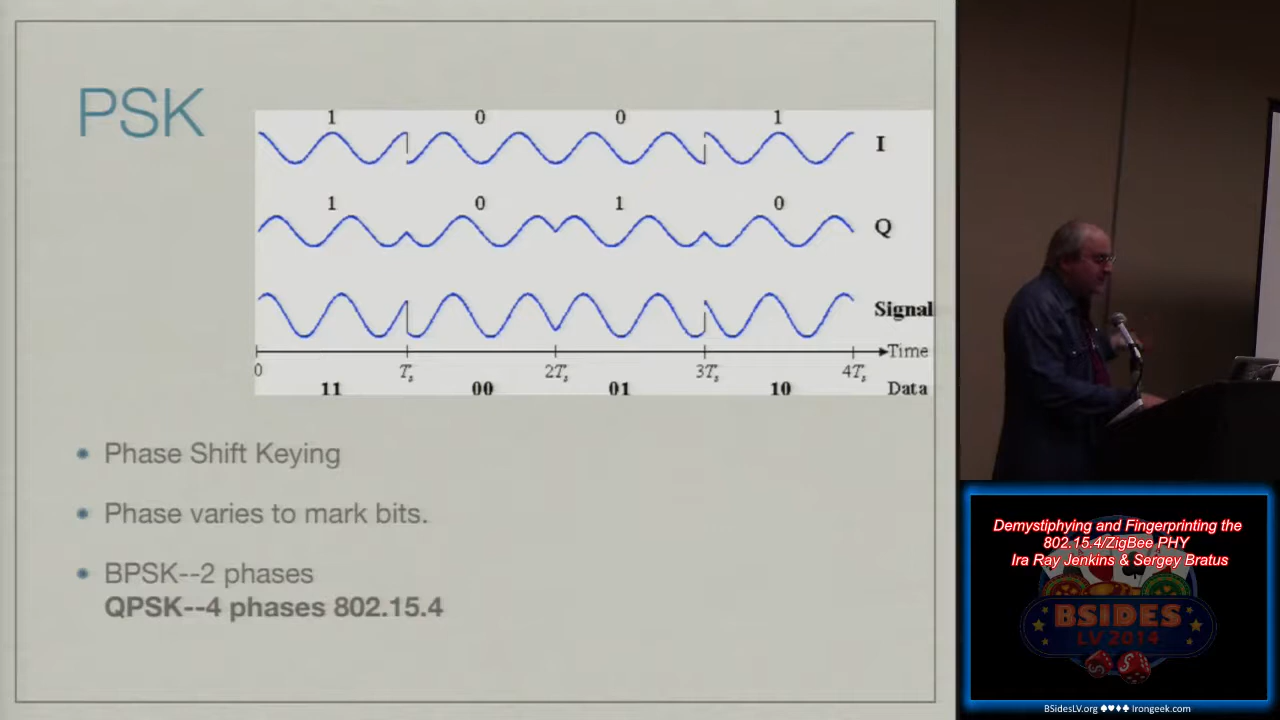 PSK
1 0 0 1
I
1 0 1 0
Q
Signal
Time
0 Ts 2Ts 3Ts 4Ts
11 00 01 10 Data
• Phase Shift Keying
• Phase varies to mark bits.
• BPSK--2 phases
QPSK--4 phases 802.15.4
Demystiphying and Fingerprinting the
802.15.4/ZigBee PHY
Ira Ray Jenkins & Sergey Bratus
BSIDES
LV 2014
BSidesLV.org ♠♥♦♣ Irongeek.com